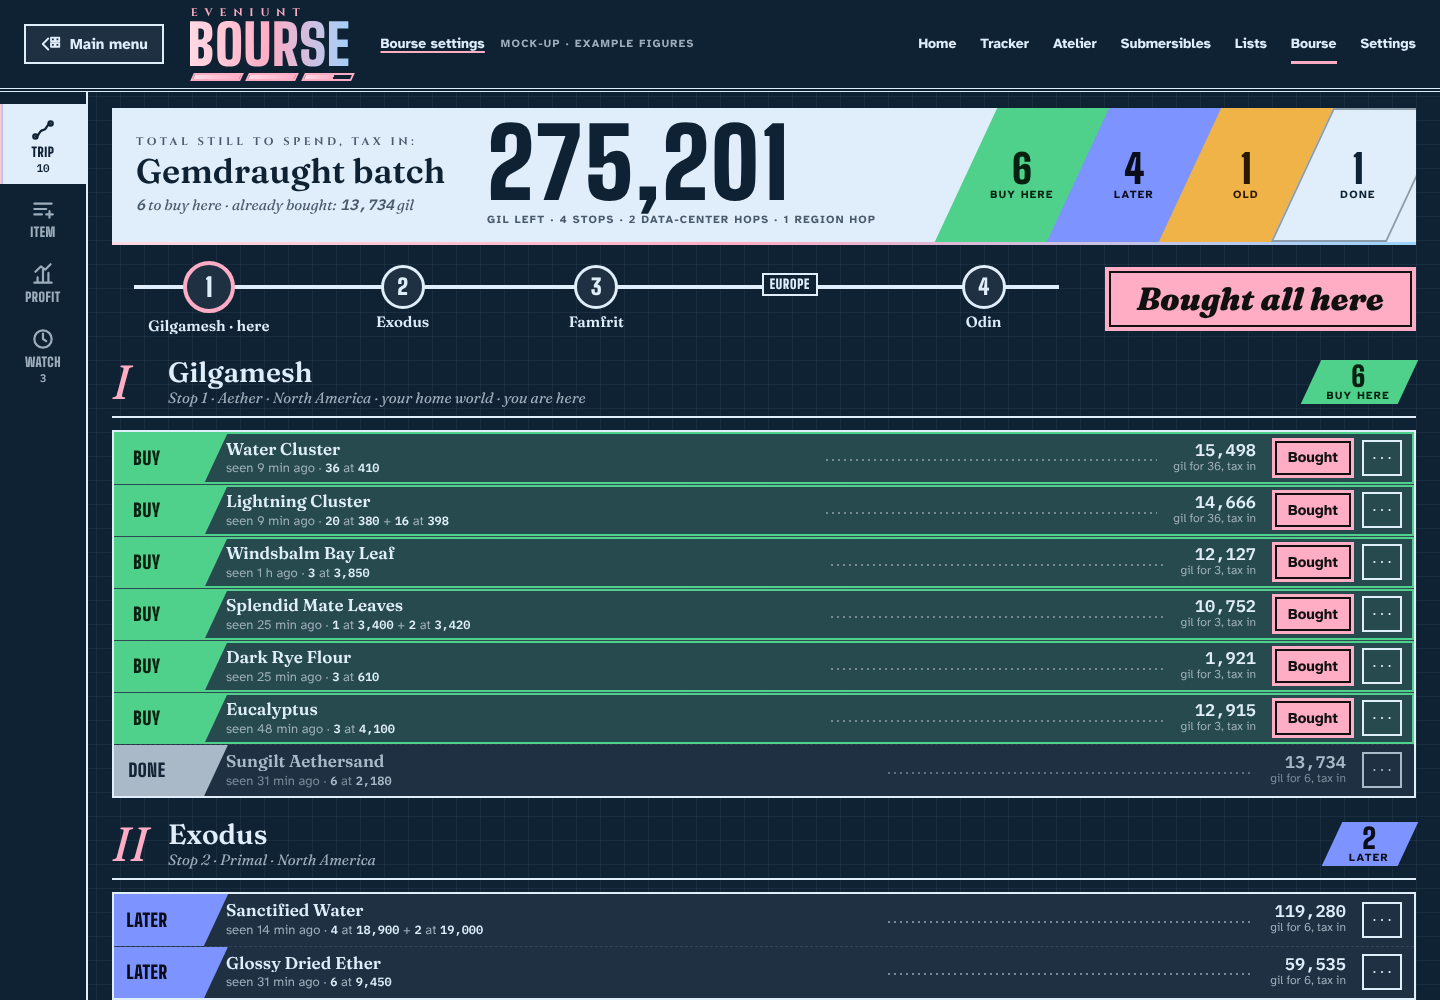 Main menu
EVENIUNT
BOURSE
Bourse settings
MOCK-UP · EXAMPLE FIGURES
Home
Tracker
Atelier
Submersibles
Lists
Bourse
Settings
TRIP
10
ITEM
PROFIT
WATCH
3
TOTAL STILL TO SPEND, TAX IN:
Gemdraught batch
6 to buy here · already bought: 13,734 gil
275,201
GIL LEFT · 4 STOPS · 2 DATA-CENTER HOPS · 1 REGION HOP
6
BUY HERE
4
LATER
1
OLD
1
DONE
1
Gilgamesh · here
2
Exodus
3
Famfrit
EUROPE
4
Odin
Bought all here
I
Gilgamesh
Stop 1 · Aether · North America · your home world · you are here
6
BUY HERE
BUY
Water Cluster
seen 9 min ago · 36 at 410
15,498
gil for 36, tax in
Bought
...
BUY
Lightning Cluster
seen 9 min ago · 20 at 380 + 16 at 398
14,666
gil for 36, tax in
Bought
...
BUY
Windsbalm Bay Leaf
seen 1 h ago · 3 at 3,850
12,127
gil for 3, tax in
Bought
...
BUY
Splendid Mate Leaves
seen 25 min ago · 1 at 3,400 + 2 at 3,420
10,752
gil for 3, tax in
Bought
...
BUY
Dark Rye Flour
seen 25 min ago · 3 at 610
1,921
gil for 3, tax in
Bought
...
BUY
Eucalyptus
seen 48 min ago · 3 at 4,100
12,915
gil for 3, tax in
Bought
...
DONE
Sungilt Aethersand
seen 31 min ago · 6 at 2,180
13,734
gil for 6, tax in
...
II
Exodus
Stop 2 · Primal · North America
2
LATER
LATER
Sanctified Water
seen 14 min ago · 4 at 18,900 + 2 at 19,000
119,280
gil for 6, tax in
...
LATER
Glossy Dried Ether
seen 31 min ago · 6 at 9,450
59,535
gil for 6, tax in
...